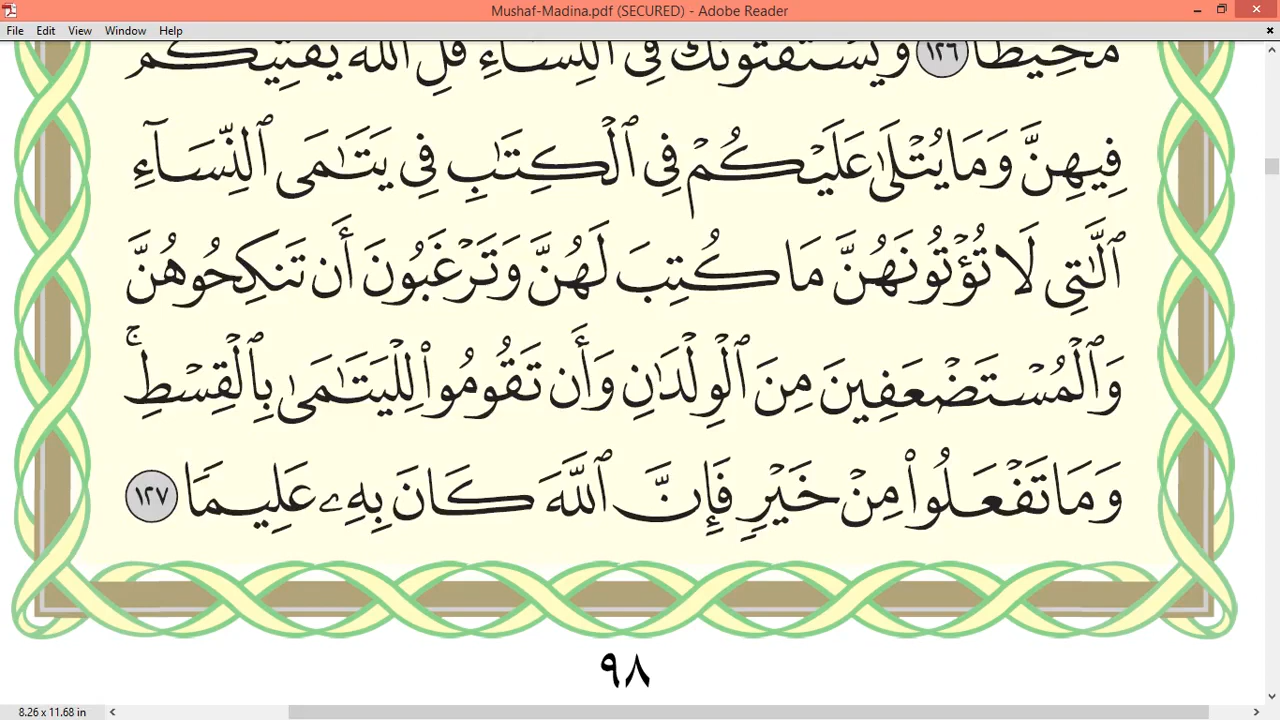 Mushaf-Madina.pdf (SECURED) - Adobe Reader
File Edit View Window Help
مُّحِيطًا ١٢٦ وَيَسْتَفْتُونَكَ فِى ٱلنِّسَآءِ قُلِ ٱللَّهُ يُفْتِيكُمْ
فِيهِنَّ وَمَا يُتْلَىٰ عَلَيْكُمْ فِى ٱلْكِتَٰبِ فِى يَتَٰمَى ٱلنِّسَآءِ
ٱلَّٰتِى لَا تُؤْتُونَهُنَّ مَا كُتِبَ لَهُنَّ وَتَرْغَبُونَ أَن تَنكِحُوهُنَّ
وَٱلْمُسْتَضْعَفِينَ مِنَ ٱلْوِلْدَٰنِ وَأَن تَقُومُوا۟ لِلْيَتَٰمَىٰ بِٱلْقِسْطِ ۚ
وَمَا تَفْعَلُوا۟ مِنْ خَيْرٍ فَإِنَّ ٱللَّهَ كَانَ بِهِۦ عَلِيمًا ١٢٧
٩٨
8.26 x 11.68 in